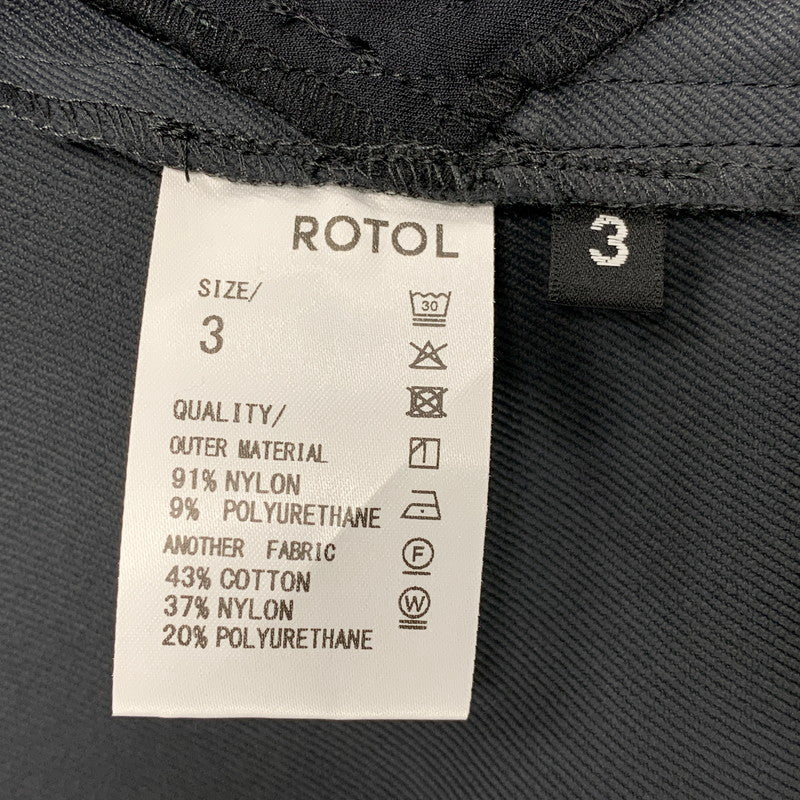 ROTOL
3
SIZE/
3
30
QUALITY/
OUTER MATERIAL
91% NYLON
9% POLYURETHANE
ANOTHER FABRIC
43% COTTON
37% NYLON
20% POLYURETHANE
F
W